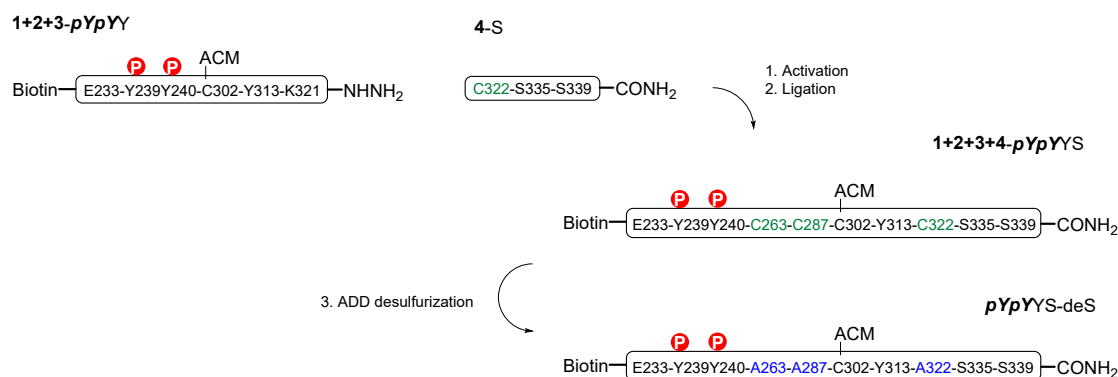 1+2+3-pYpYY
4-S
P P ACM
Biotin E233-Y239Y240-C302-Y313-K321 NHNH₂
C322-S335-S339 CONH₂
1. Activation
2. Ligation
1+2+3+4-pYpYYS
P P ACM
Biotin E233-Y239Y240-C263-C287-C302-Y313-C322-S335-S339 CONH₂
3. ADD desulfurization
pYpYYS-deS
P P ACM
Biotin E233-Y239Y240-A263-A287-C302-Y313-A322-S335-S339 CONH₂